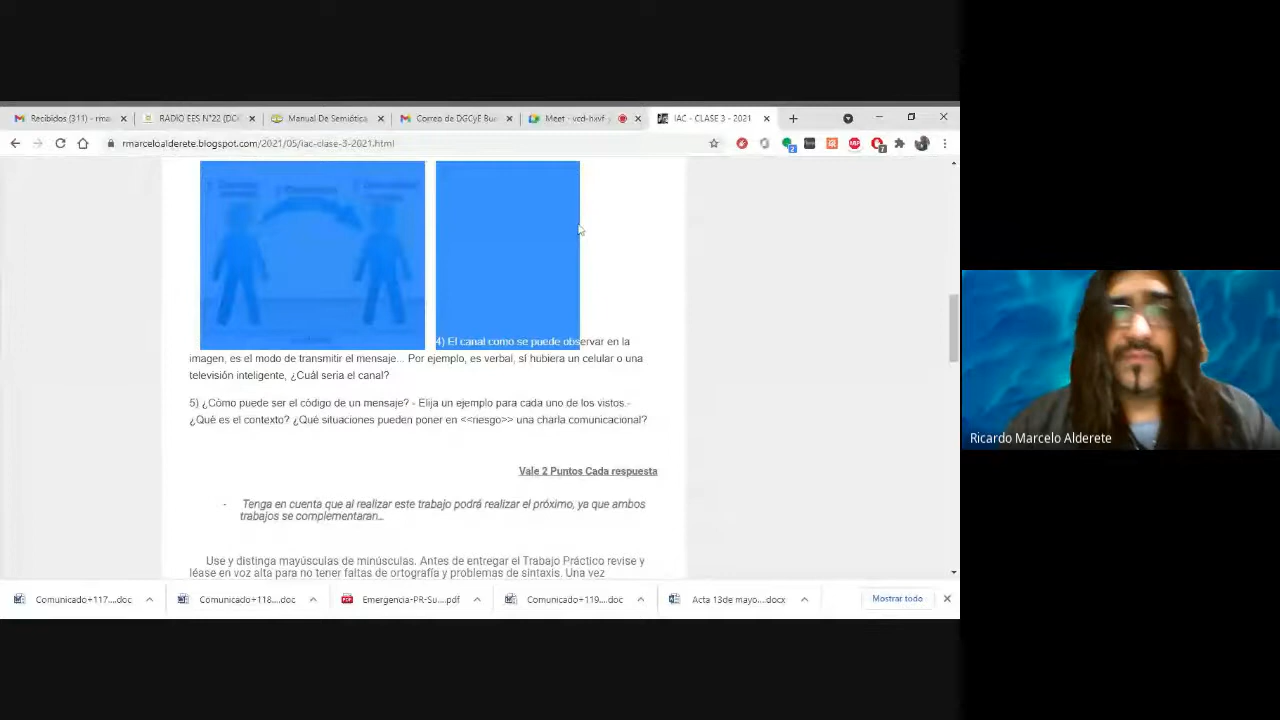 Recibidos (311) - rma
RADIO EES N°22 (DC
Manual De Semiótica
Correo de DGCyE Bue
Meet - vcd-hxvf-
IAC - CLASE 3 - 2021
rmarceloalderete.blogspot.com/2021/05/iac-clase-3-2021.html
4) El canal como se puede observar en la
imagen, es el modo de transmitir el mensaje... Por ejemplo, es verbal, sí hubiera un celular o una
televisión inteligente, ¿Cuál sería el canal?
5) ¿Cómo puede ser el código de un mensaje? - Elija un ejemplo para cada uno de los vistos.-
¿Qué es el contexto? ¿Qué situaciones pueden poner en <<riesgo>> una charla comunicacional?
Vale 2 Puntos Cada respuesta
- Tenga en cuenta que al realizar este trabajo podrá realizar el próximo, ya que ambos
trabajos se complementaran...
Use y distinga mayúsculas de minúsculas. Antes de entregar el Trabajo Práctico revise y
léase en voz alta para no tener faltas de ortografía y problemas de sintaxis. Una vez
Comunicado+117....doc
Comunicado+118....doc
Emergencia-PR-Su....pdf
Comunicado+119....doc
Acta 13de mayo....docx
Mostrar todo
Ricardo Marcelo Alderete